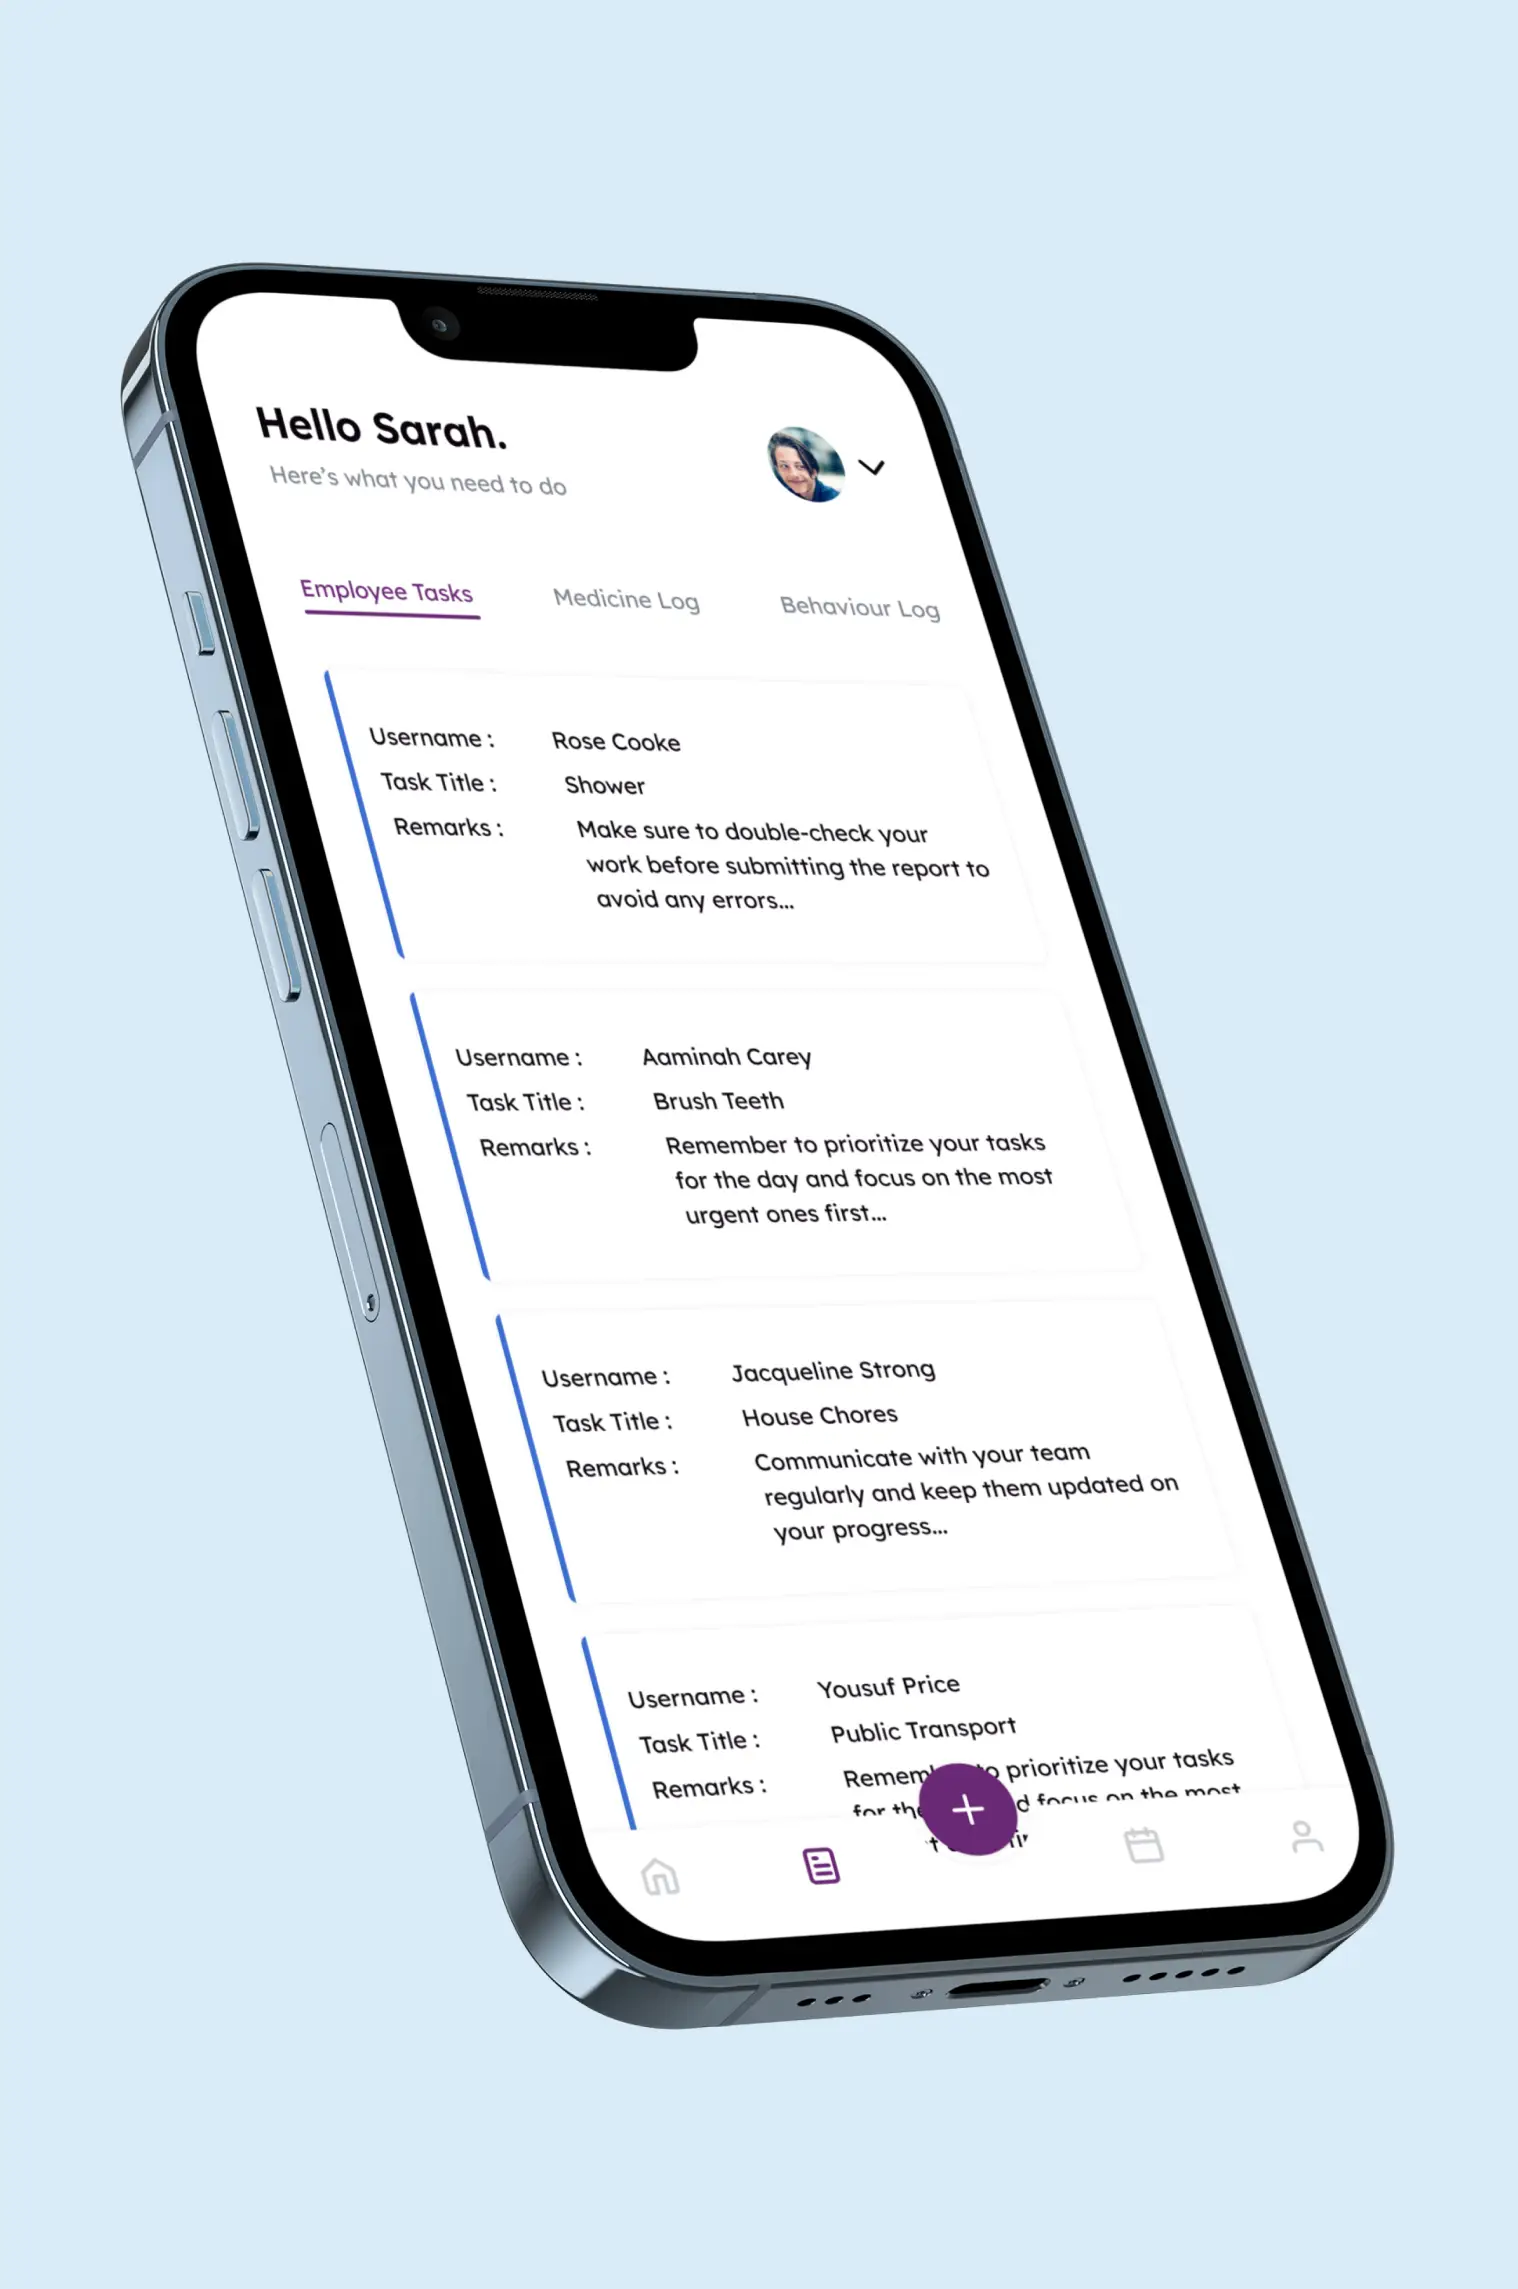 Hello Sarah.
Here's what you need to do
Employee Tasks Medicine Log Behaviour Log
Username : Rose Cooke
Task Title : Shower
Remarks : Make sure to double-check your
work before submitting the report to
avoid any errors...
Username : Aaminah Carey
Task Title : Brush Teeth
Remarks : Remember to prioritize your tasks
for the day and focus on the most
urgent ones first...
Username : Jacqueline Strong
Task Title : House Chores
Remarks : Communicate with your team
regularly and keep them updated on
your progress...
Username : Yousuf Price
Task Title : Public Transport
Remarks : prioritize your tasks
for focus on the most